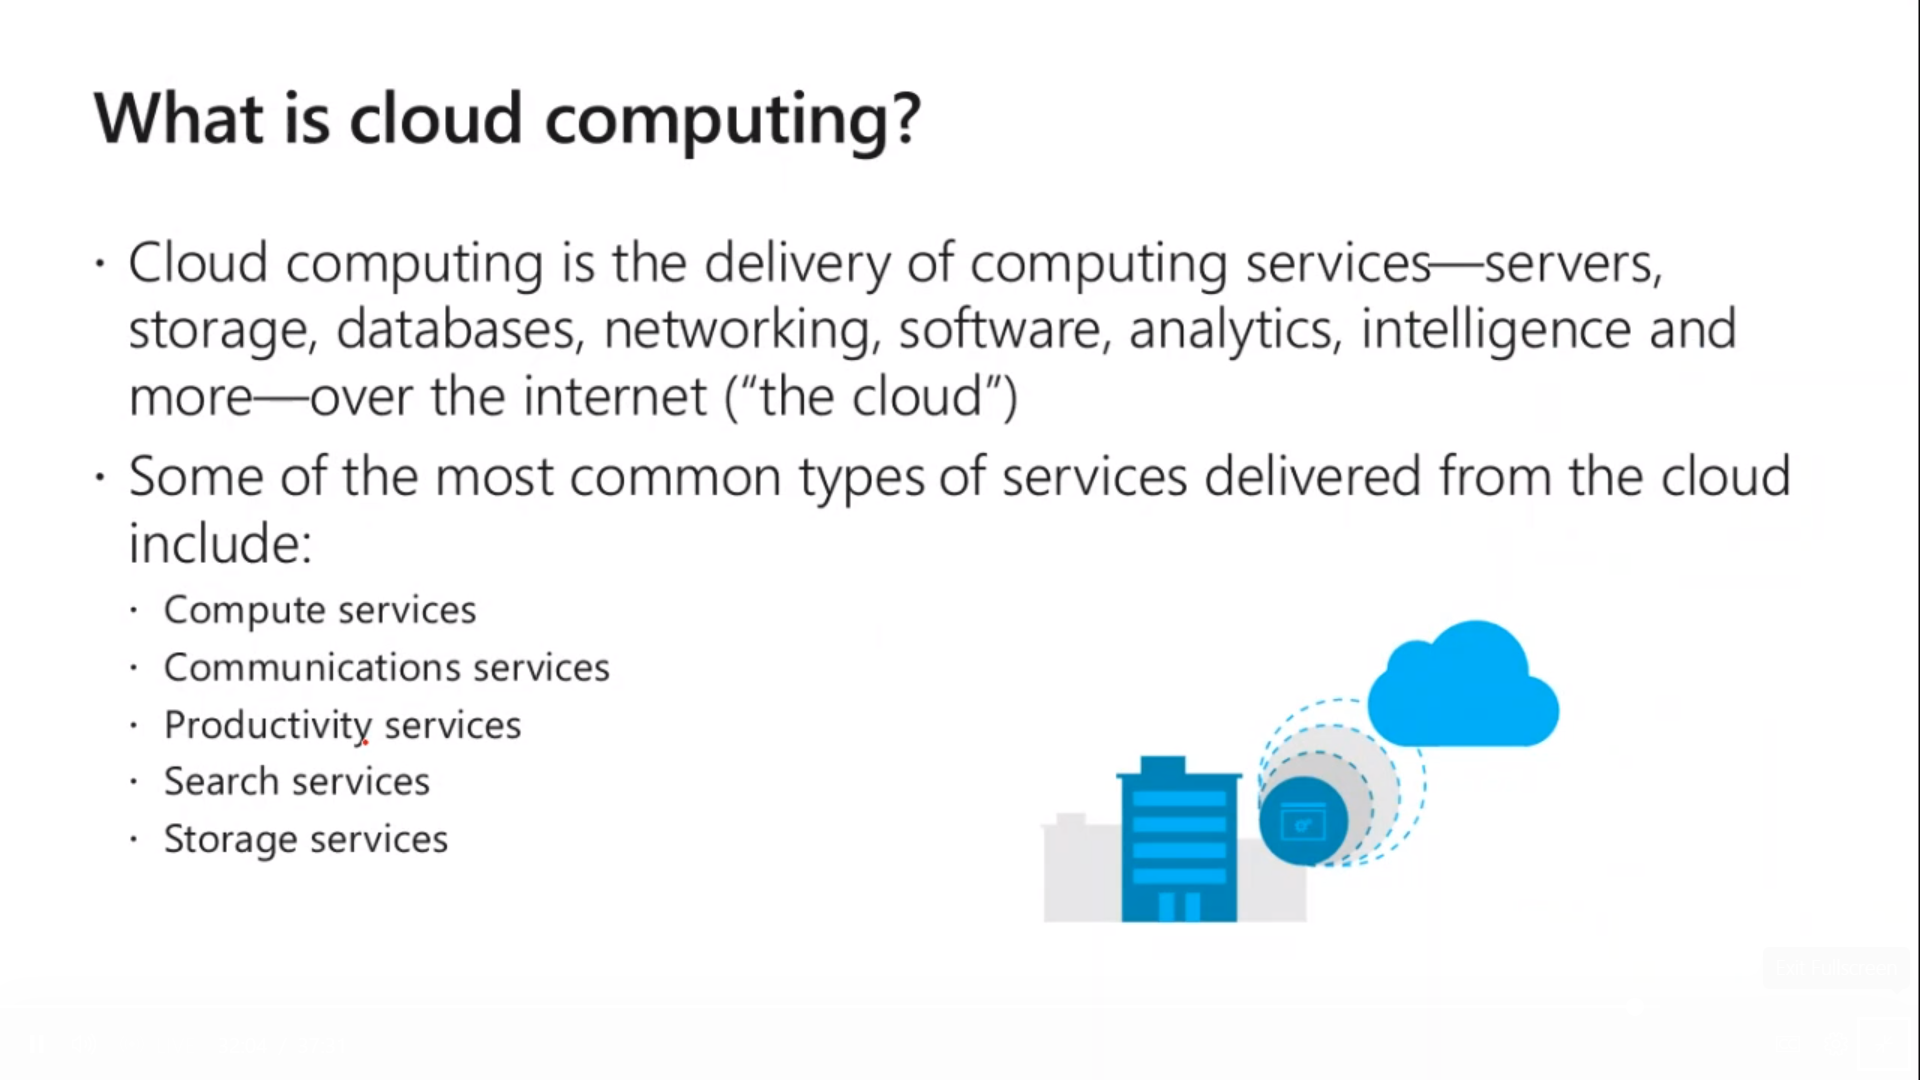 What is cloud computing?
· Cloud computing is the delivery of computing services—servers,
storage, databases, networking, software, analytics, intelligence and
more—over the internet (“the cloud”)
· Some of the most common types of services delivered from the cloud
include:
· Compute services
· Communications services
· Productivity services
· Search services
· Storage services